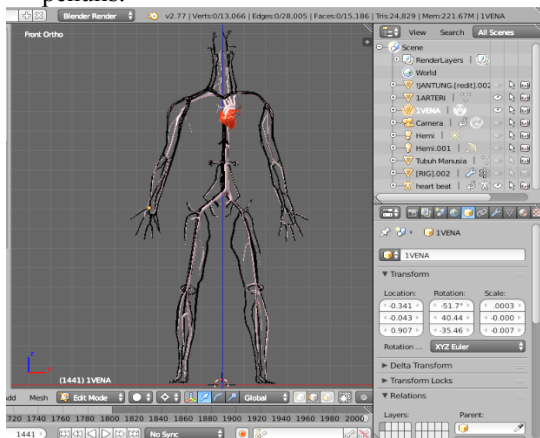 Blender Render
v2.77 | Verts:0/13,066 | Edges:0/28,005 | Faces:0/15,186 | Tris:24,829 | Mem:221.67M | 1VENA
Front Ortho
View Search All Scenes
Scene
RenderLayers
World
!JANTUNG.[redit].002
1ARTERI
1VENA
Camera
Hemi
Hemi.001
Tubuh Manusia
[RIG].002
heart beat
1VENA
1VENA
Transform
Location: Rotation: Scale:
-0.341 -51.7° .0003
-0.043 40.44 -0.000
0.907 -35.46 -0.007
Rotation ... XYZ Euler
Delta Transform
Transform Locks
Relations
Layers: Parent:
z
x
(1441) 1VENA
Mesh Edit Mode Global
1740 1760 1780 1800 1820 1840 1860 1880 1900 1920 1940 1960 1980 2000
1441 No Sync